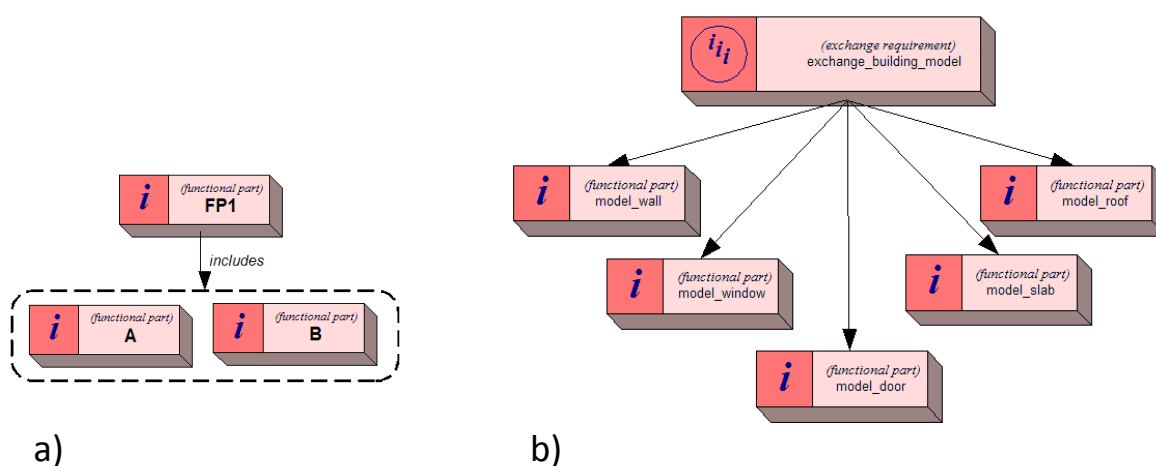 i i i
(exchange requirement)
exchange_building_model
i
(functional part)
FP1
includes
i
(functional part)
A
i
(functional part)
B
a)
i
(functional part)
model_wall
i
(functional part)
model_roof
i
(functional part)
model_window
i
(functional part)
model_slab
i
(functional part)
model_door
b)